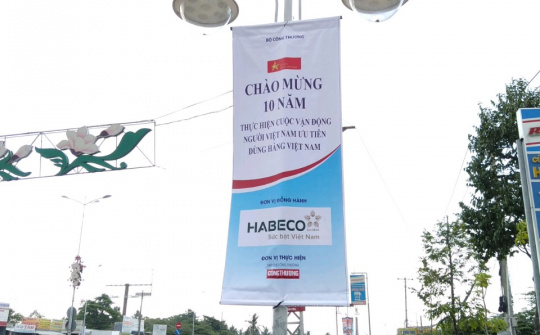 BỘ CÔNG THƯƠNG
CHÀO MỪNG
10 NĂM
THỰC HIỆN CUỘC VẬN ĐỘNG
NGƯỜI VIỆT NAM ƯU TIÊN
DÙNG HÀNG VIỆT NAM
ĐƠN VỊ ĐỒNG HÀNH
HABECO
Sức bật Việt Nam
ĐƠN VỊ THỰC HIỆN
CÔNG THƯƠNG